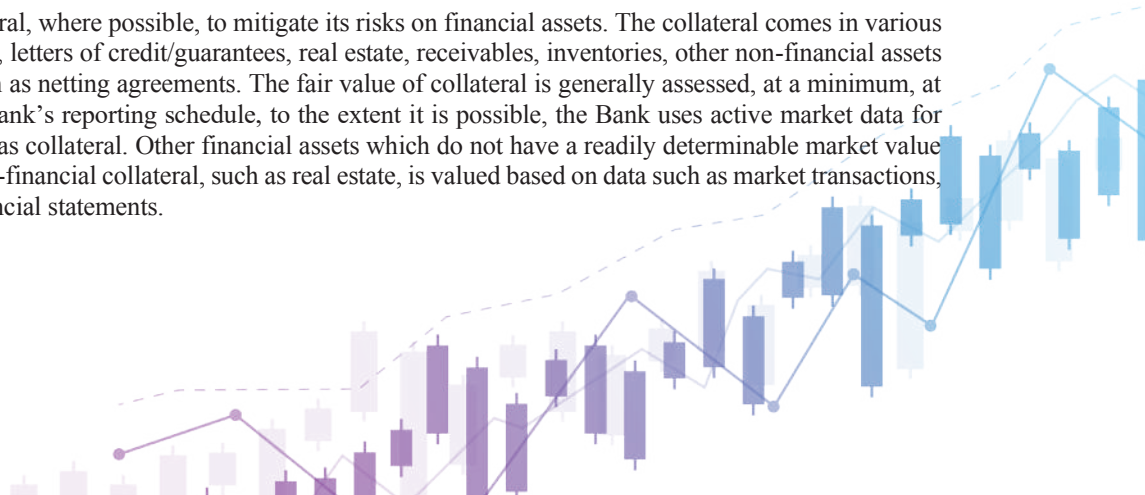 ral, where possible, to mitigate its risks on financial assets. The collateral comes in various
, letters of credit/guarantees, real estate, receivables, inventories, other non-financial assets
as netting agreements. The fair value of collateral is generally assessed, at a minimum, at
ank’s reporting schedule, to the extent it is possible, the Bank uses active market data for
as collateral. Other financial assets which do not have a readily determinable market value
-financial collateral, such as real estate, is valued based on data such as market transactions,
ncial statements.